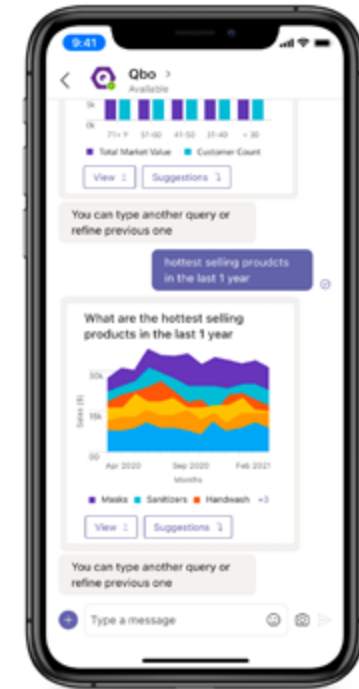 9:41
Qbo >
Available
5k
0k
71+ Y 51-60 41-50 31-40 < 30
Total Market Value Customer Count
View Suggestions
You can type another query or
refine previous one
hottest selling proudcts
in the last 1 year
What are the hottest selling
products in the last 1 year
Sales ($)
30k
15k
00
Apr 2020 Sep 2020 Feb 2021
Months
Masks Sanitizers Handwash +3
View Suggestions
You can type another query or
refine previous one
Type a message